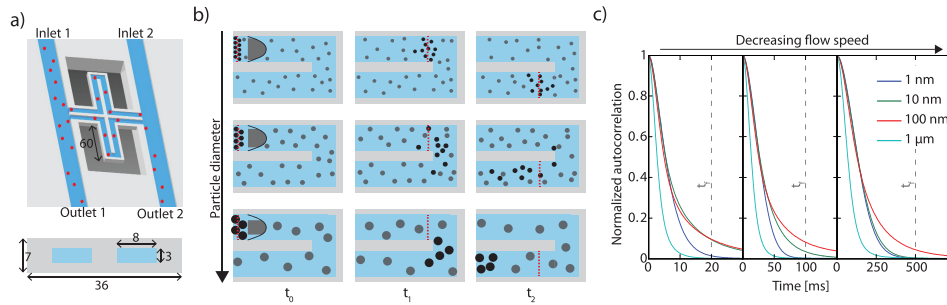 a)
Inlet 1
Inlet 2
60
Outlet 1
Outlet 2
8
7
3
36
b)
Particle diameter
t0
t1
t2
c)
Decreasing flow speed
Normalized autocorrelation
1
0.8
0.6
0.4
0.2
0
1 nm
10 nm
100 nm
1 µm
0
10
20
0
50
100
0
250
500
Time [ms]